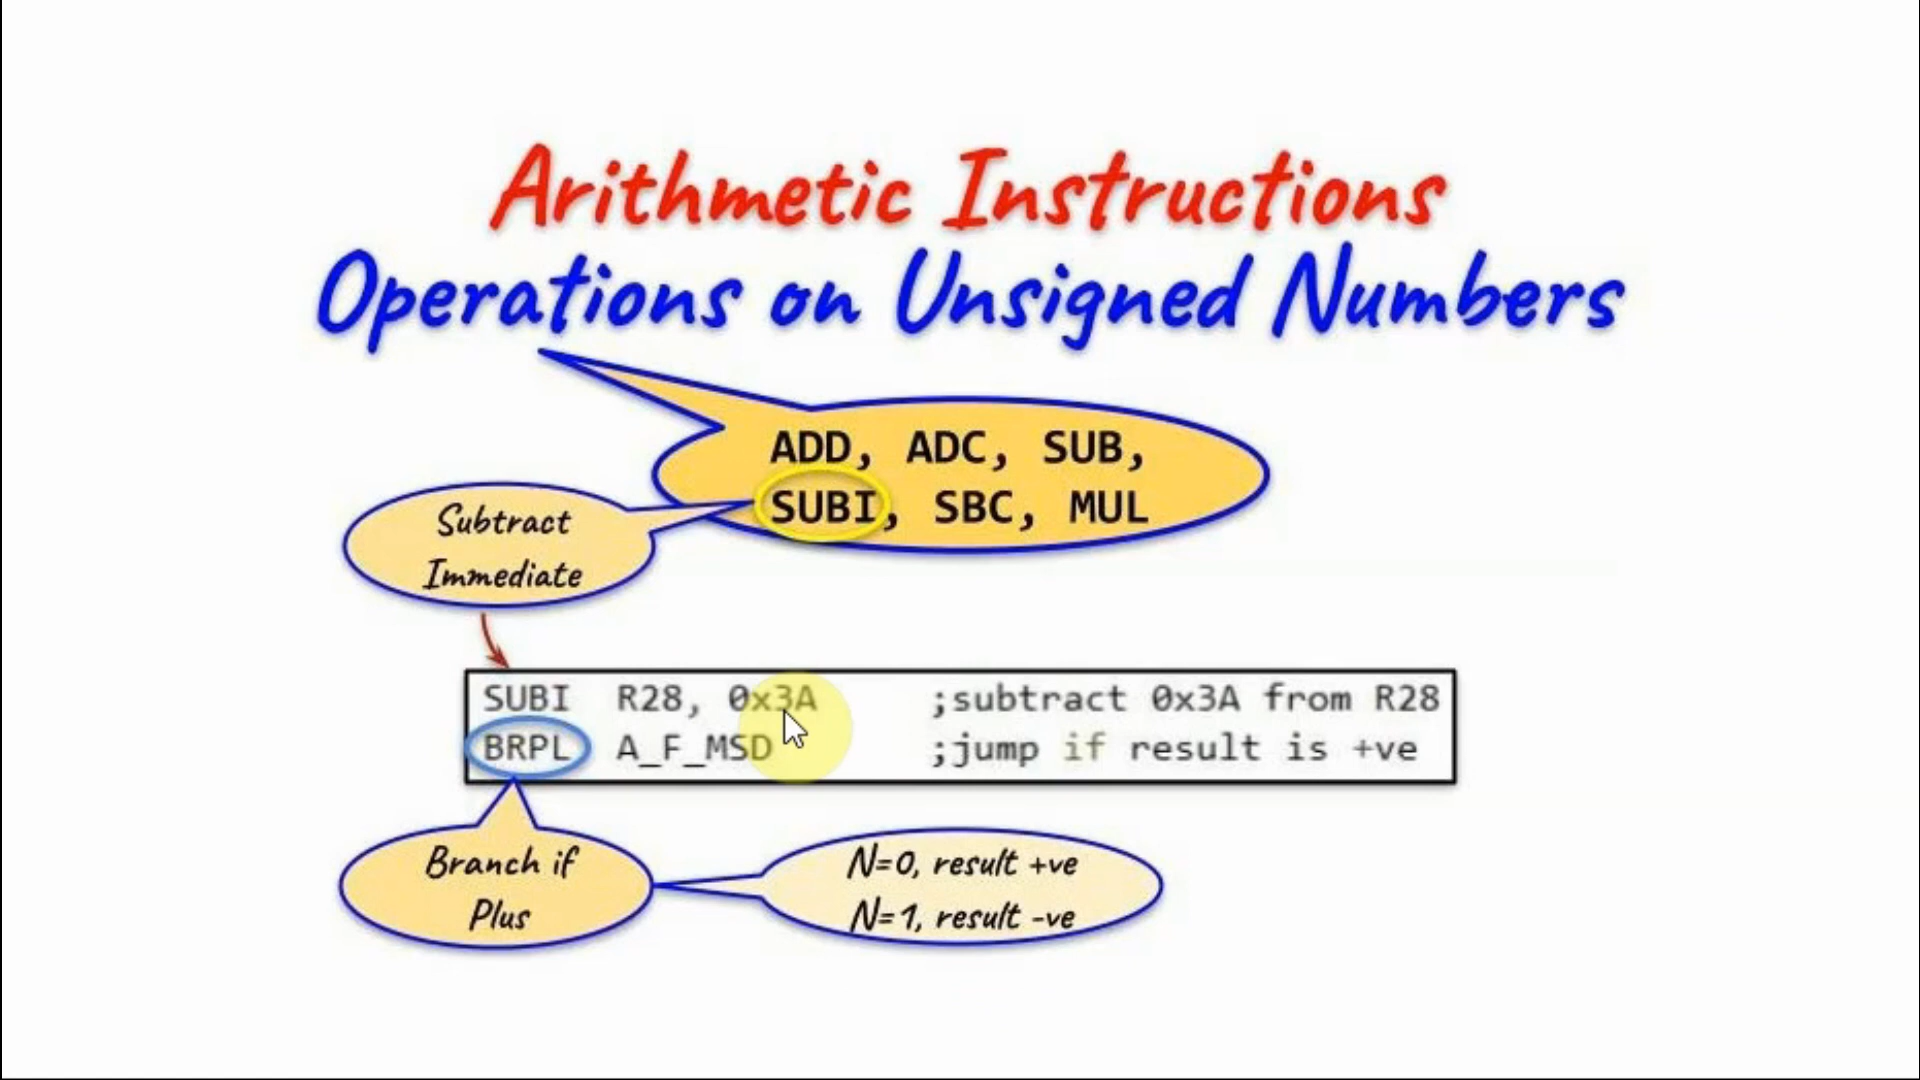 Arithmetic Instructions
Operations on Unsigned Numbers
ADD, ADC, SUB,
SUBI, SBC, MUL
Subtract
Immediate
SUBI R28, 0x3A ;subtract 0x3A from R28
BRPL A_F_MSD ;jump if result is +ve
Branch if
Plus
N=0, result +ve
N=1, result -ve